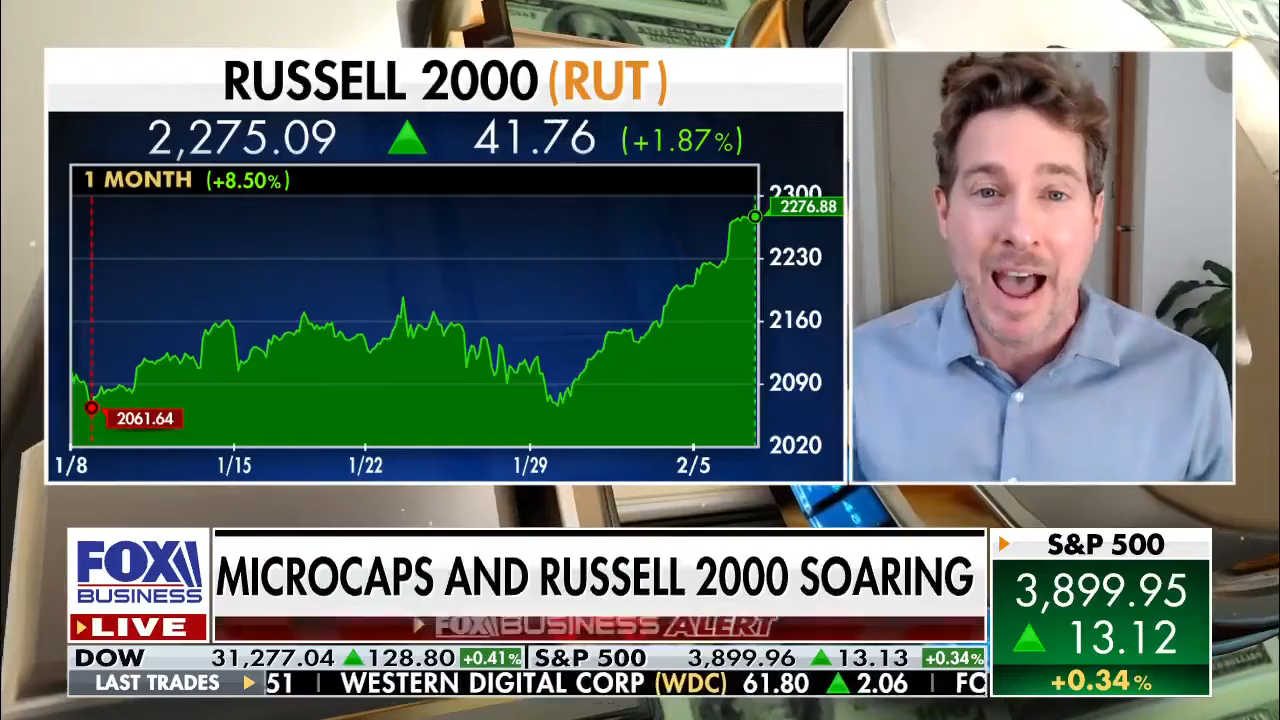 RUSSELL 2000 (RUT)
2,275.09 ▲ 41.76 (+1.87%)
1 MONTH (+8.50%)
2300
2276.88
2230
2160
2090
2020
2061.64
1/8 1/15 1/22 1/29 2/5
FOX BUSINESS
LIVE
MICROCAPS AND RUSSELL 2000 SOARING
FOX BUSINESS ALERT
S&P 500
3,899.95
▲ 13.12
+0.34%
DOW 31,277.04 ▲ 128.80 +0.41% S&P 500 3,899.96 ▲ 13.13 +0.34%
LAST TRADES 51 | WESTERN DIGITAL CORP (WDC) 61.80 ▲ 2.06 |